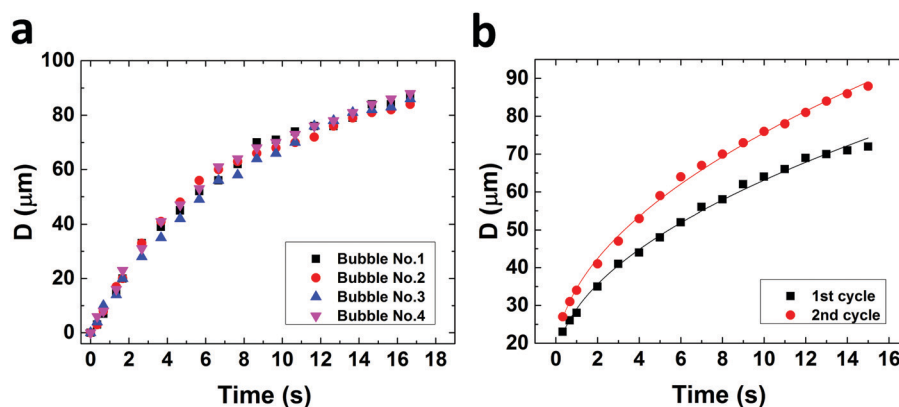 a
100
80
60
40
20
0
D (μm)
0 2 4 6 8 10 12 14 16 18
Time (s)
Bubble No.1
Bubble No.2
Bubble No.3
Bubble No.4
b
90
80
70
60
50
40
30
20
D (μm)
0 2 4 6 8 10 12 14 16
Time (s)
1st cycle
2nd cycle